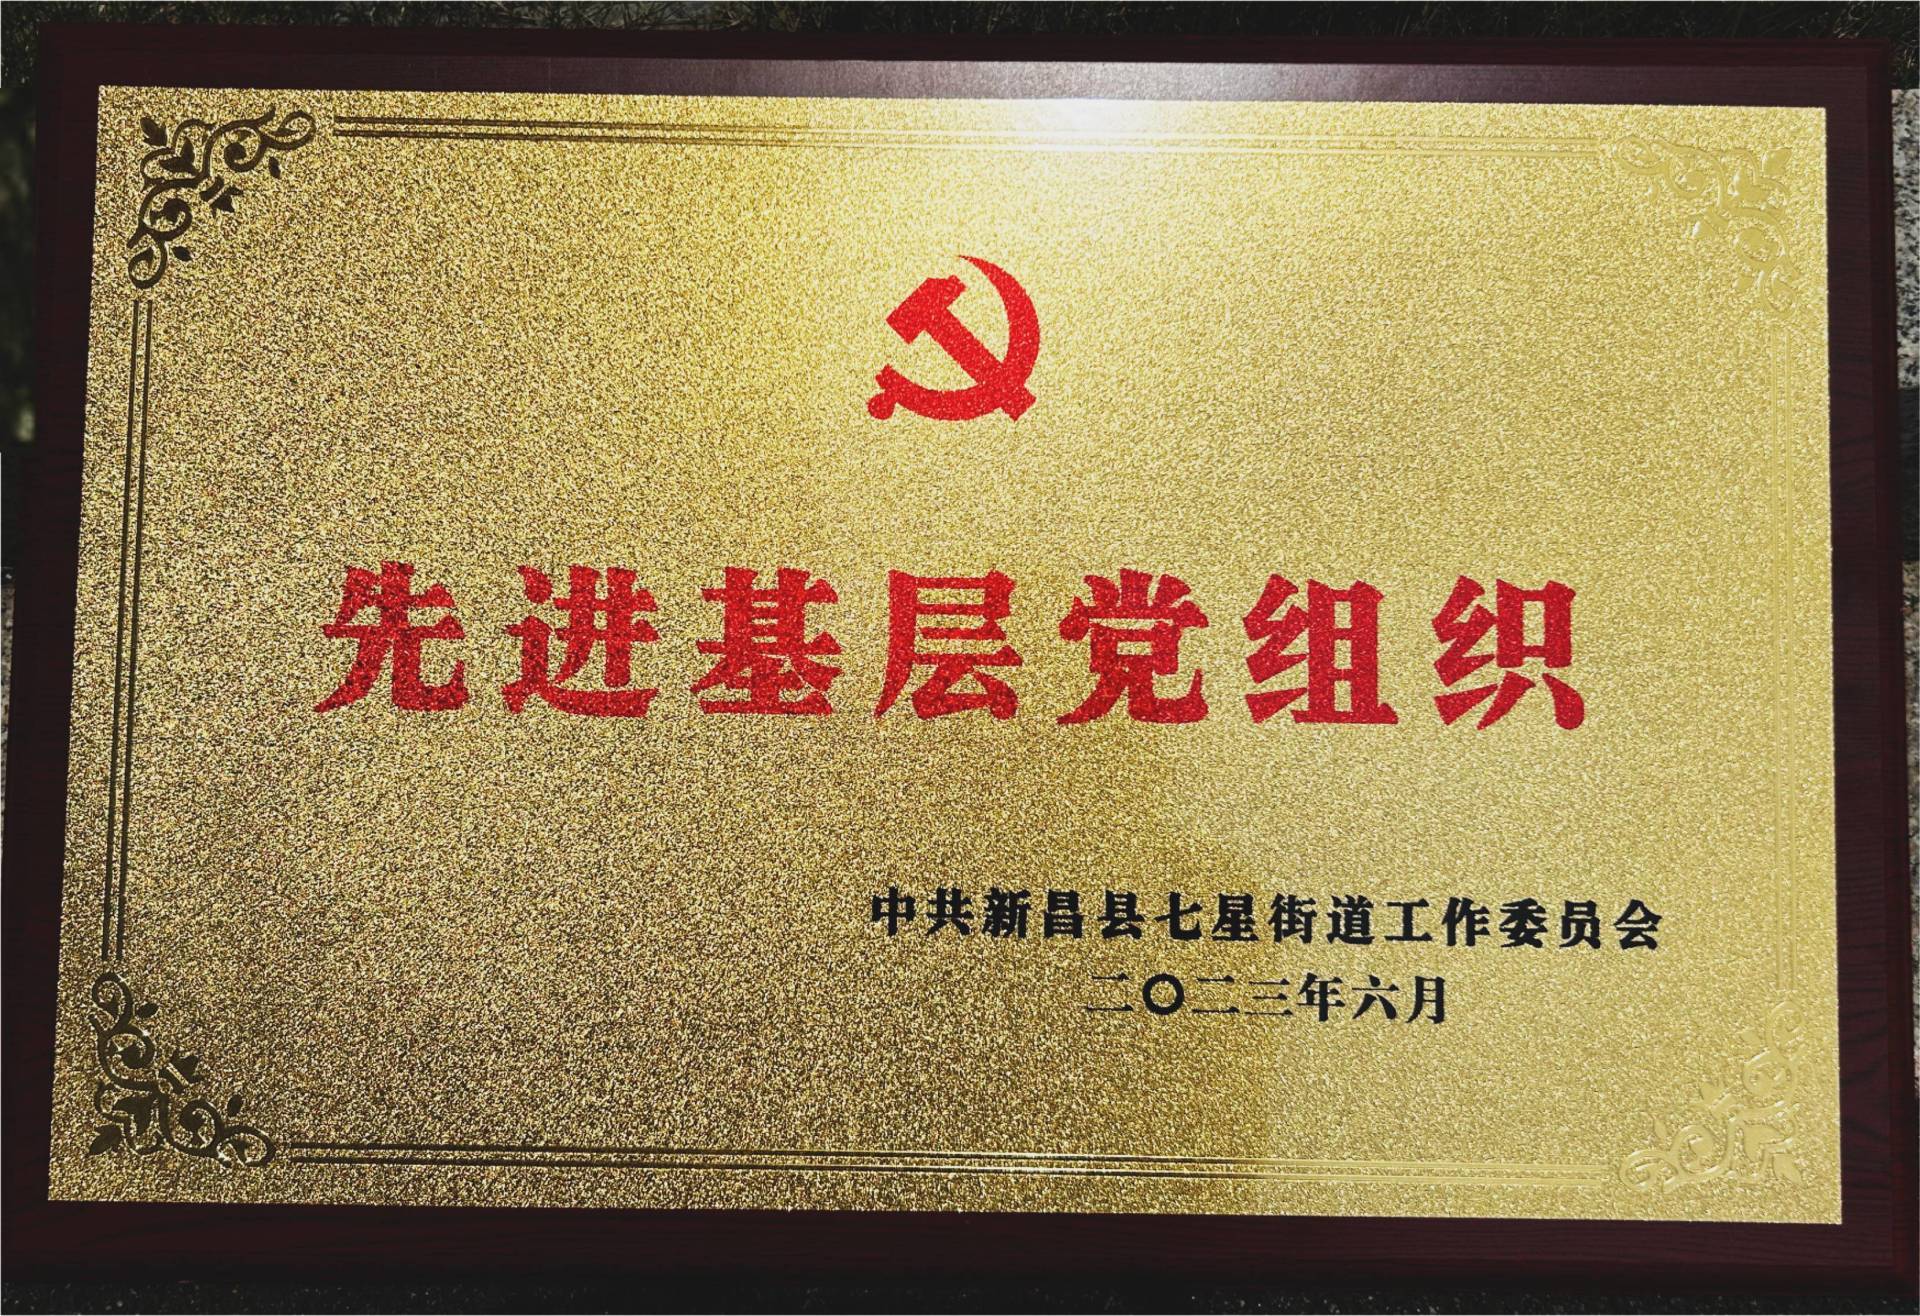 先进基层党组织
中共新昌县七星街道工作委员会
二〇二三年六月